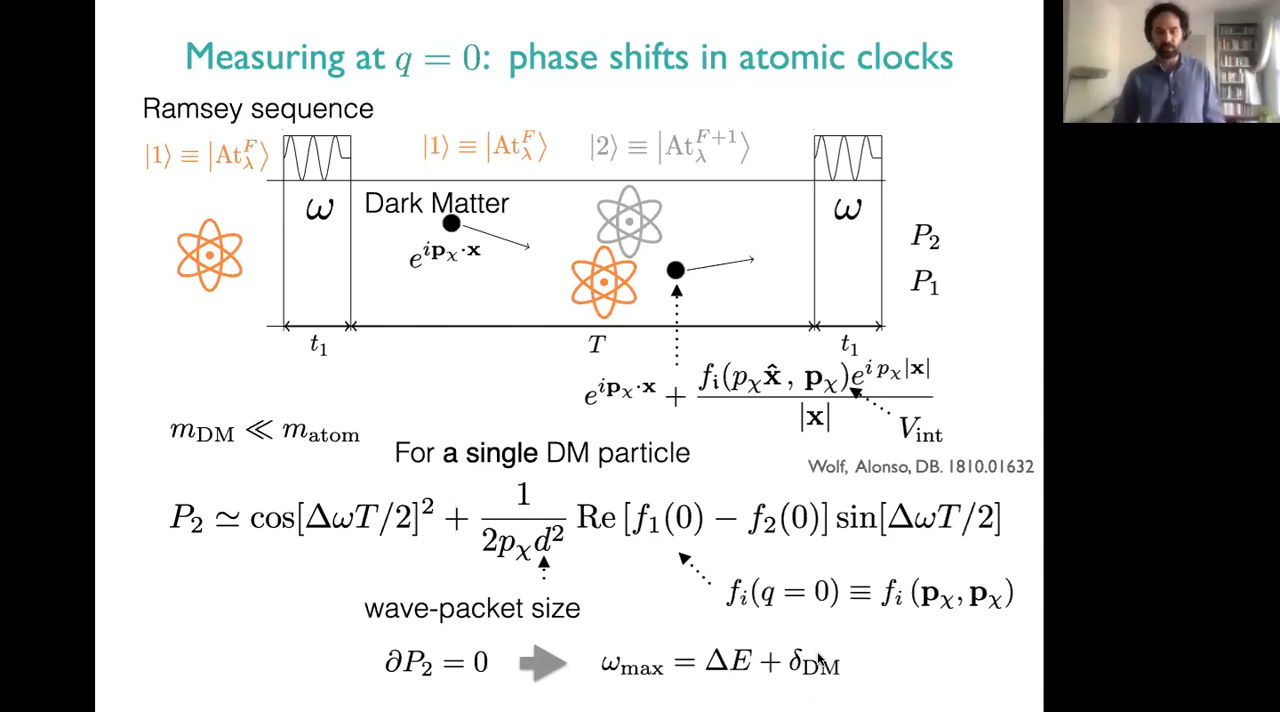 Measuring at q = 0: phase shifts in atomic clocks
Ramsey sequence
|1⟩ ≡ |At_λ^F⟩
|1⟩ ≡ |At_λ^F⟩
|2⟩ ≡ |At_λ^{F+1}⟩
ω
Dark Matter
ω
e^{i𝐩_χ·𝐱}
P_2
P_1
t_1
T
t_1
e^{i𝐩_χ·𝐱} + f_i(p_χ 𝐱̂, 𝐩_χ)e^{i p_χ|𝐱|} / |𝐱|
V_int
m_DM ≪ m_atom
For a single DM particle
Wolf, Alonso, DB. 1810.01632
P_2 ≃ cos[ΔωT/2]^2 + 1/(2p_χ d^2) Re [f_1(0) − f_2(0)] sin[ΔωT/2]
f_i(q = 0) ≡ f_i (𝐩_χ, 𝐩_χ)
wave-packet size
∂P_2 = 0
ω_max = ΔE + δ_DM